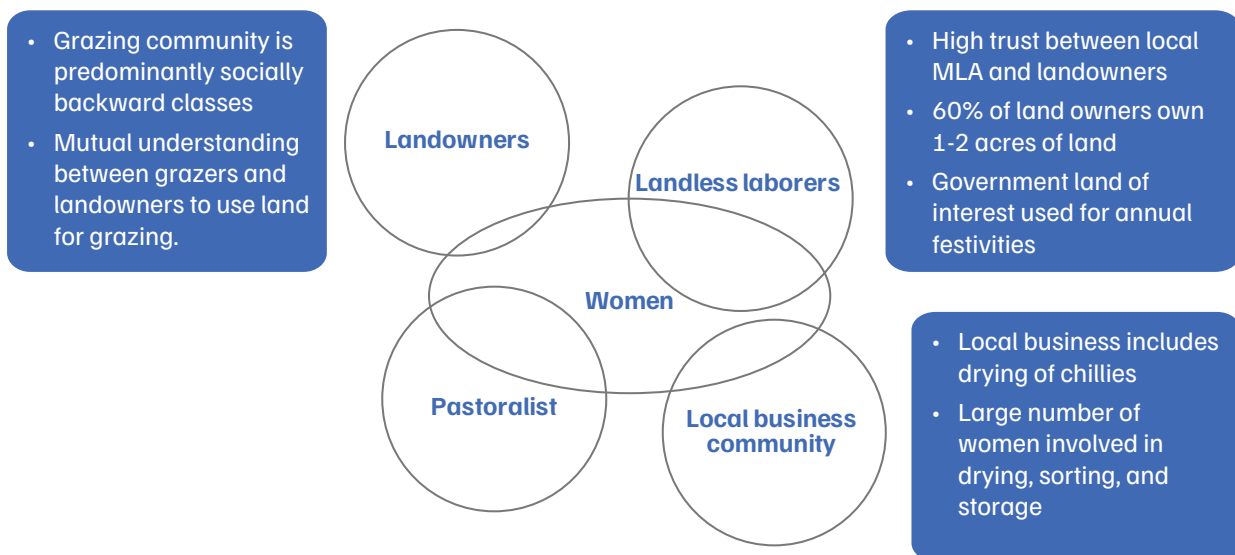 • Grazing community is
predominantly socially
backward classes
• Mutual understanding
between grazers and
landowners to use land
for grazing.
Landowners
Landless laborers
Women
Pastoralist
Local business
community
• High trust between local
MLA and landowners
• 60% of land owners own
1-2 acres of land
• Government land of
interest used for annual
festivities
• Local business includes
drying of chillies
• Large number of
women involved in
drying, sorting, and
storage